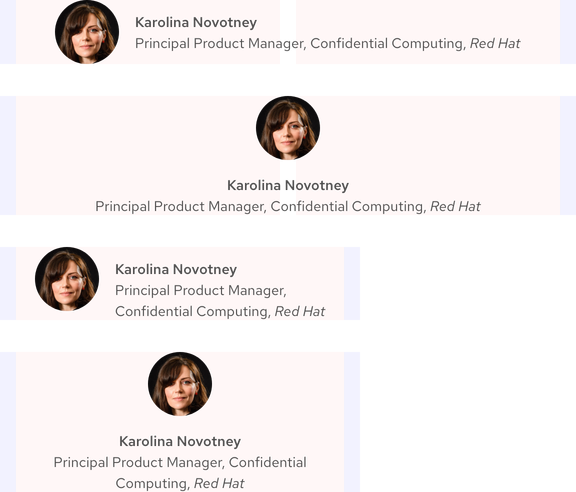 Karolina Novotney
Principal Product Manager, Confidential Computing, Red Hat
Karolina Novotney
Principal Product Manager, Confidential Computing, Red Hat
Karolina Novotney
Principal Product Manager,
Confidential Computing, Red Hat
Karolina Novotney
Principal Product Manager, Confidential
Computing, Red Hat